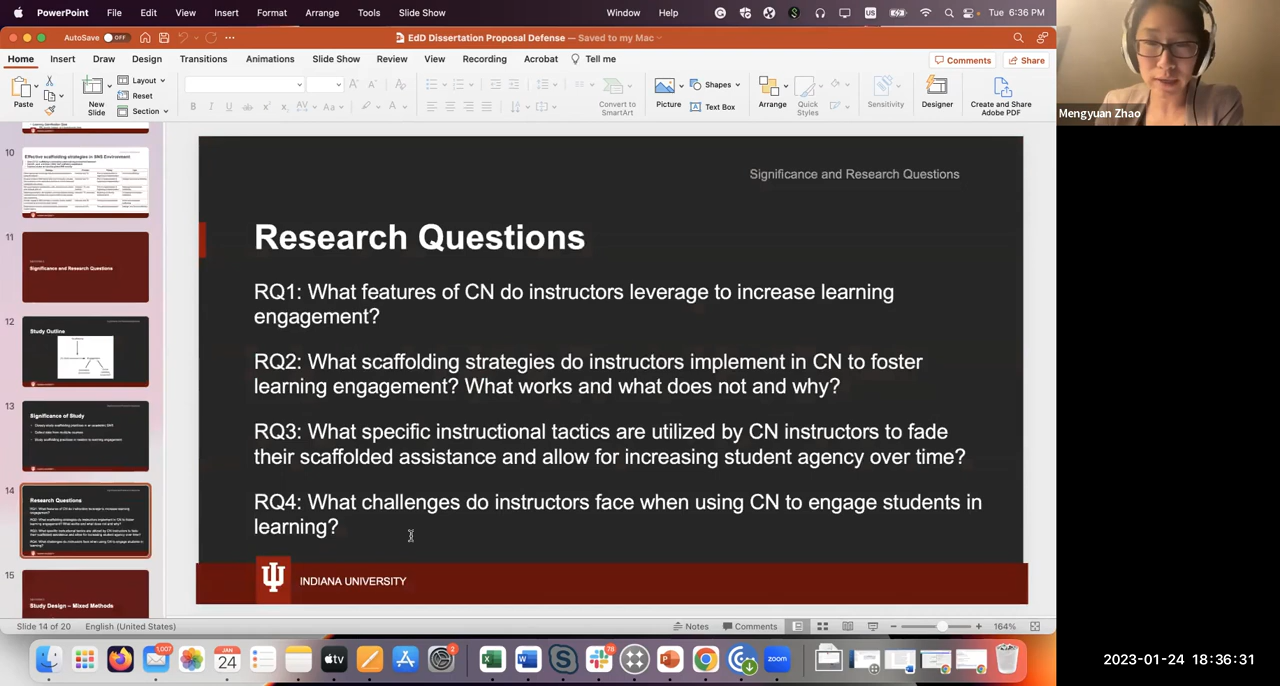 PowerPoint File Edit View Insert Format Arrange Tools Slide Show Window Help Tue 6:36 PM
AutoSave OFF EdD Dissertation Proposal Defense — Saved to my Mac
Home Insert Draw Design Transitions Animations Slide Show Review View Recording Acrobat Tell me Comments Share
Paste
New Slide
Layout
Reset
Section
Convert to SmartArt
Picture
Shapes
Text Box
Arrange
Quick Styles
Sensitivity
Designer
Create and Share Adobe PDF
Mengyuan Zhao
10
Effective scaffolding strategies in SNS Environment
11
Significance and Research Questions
12
Study Outline
13
Significance of Study
14
Research Questions
15
Study Design – Mixed Methods
Significance and Research Questions
Research Questions
RQ1: What features of CN do instructors leverage to increase learning
engagement?
RQ2: What scaffolding strategies do instructors implement in CN to foster
learning engagement? What works and what does not and why?
RQ3: What specific instructional tactics are utilized by CN instructors to fade
their scaffolded assistance and allow for increasing student agency over time?
RQ4: What challenges do instructors face when using CN to engage students in
learning?
INDIANA UNIVERSITY
Slide 14 of 20 English (United States) Notes Comments 164%
1,007
JAN
24
tv
2
78
zoom
2023-01-24 18:36:31